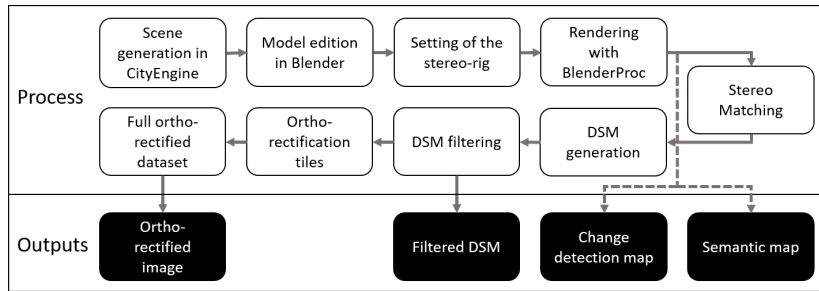 Process
Scene
generation in
CityEngine
Model edition
in Blender
Setting of the
stereo-rig
Rendering
with
BlenderProc
Stereo
Matching
Full ortho-
rectified
dataset
Ortho-
rectification
tiles
DSM filtering
DSM
generation
Outputs
Ortho-
rectified
image
Filtered DSM
Change
detection map
Semantic map